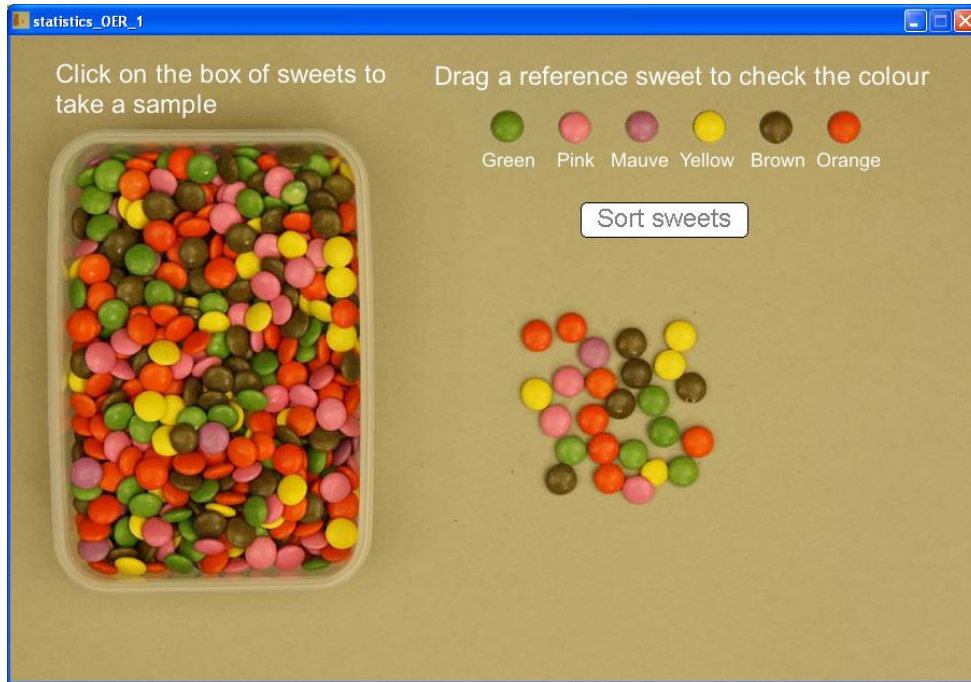 statistics_OER_1
Click on the box of sweets to
take a sample
Drag a reference sweet to check the colour
Green Pink Mauve Yellow Brown Orange
Sort sweets